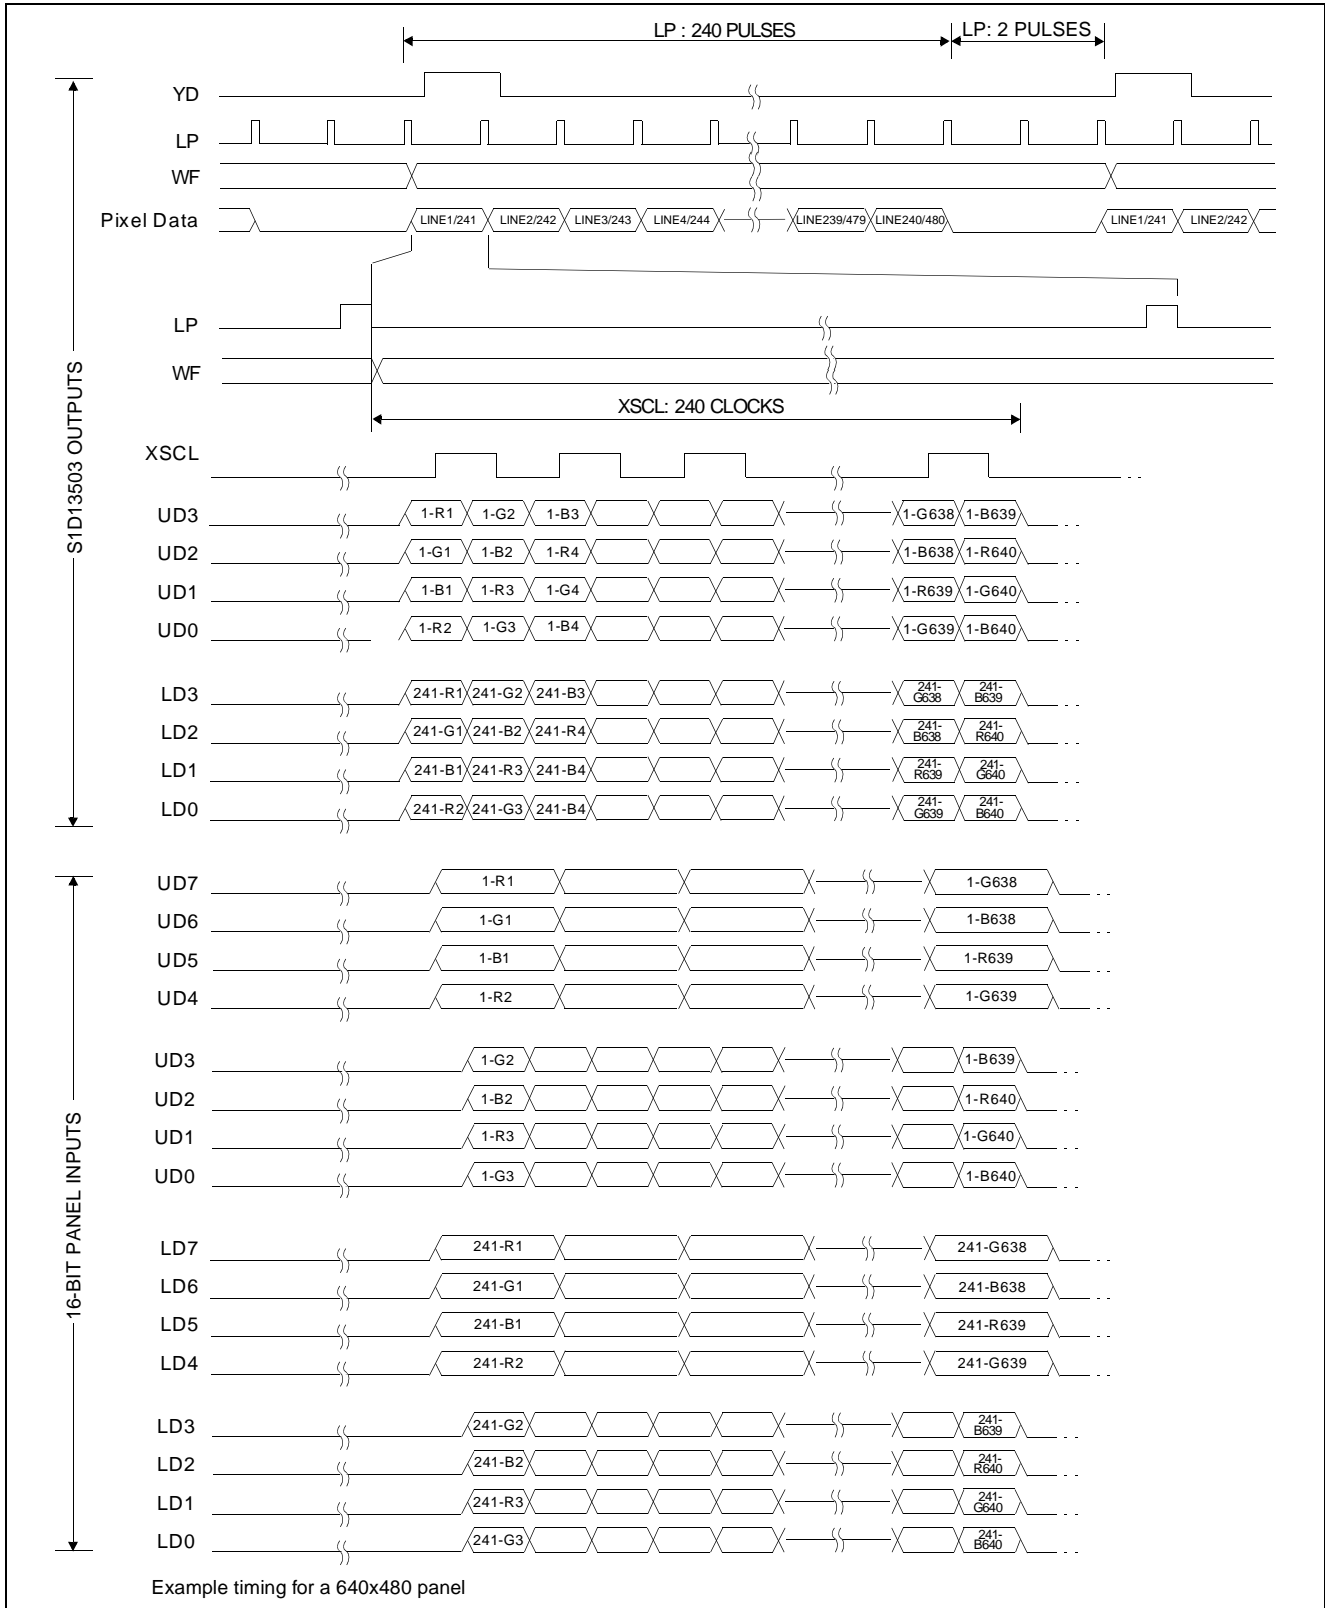 LP : 240 PULSES LP: 2 PULSES
YD
LP
WF
Pixel Data LINE1/241 LINE2/242 LINE3/243 LINE4/244 LINE239/479 LINE240/480 LINE1/241 LINE2/242
LP
WF
XSCL: 240 CLOCKS
XSCL
S1D13503 OUTPUTS
UD3 1-R1 1-G2 1-B3 1-G638 1-B639
UD2 1-G1 1-B2 1-R4 1-B638 1-R640
UD1 1-B1 1-R3 1-G4 1-R639 1-G640
UD0 1-R2 1-G3 1-B4 1-G639 1-B640
LD3 241-R1 241-G2 241-B3 241-G638 241-B639
LD2 241-G1 241-B2 241-R4 241-B638 241-R640
LD1 241-B1 241-R3 241-B4 241-R639 241-G640
LD0 241-R2 241-G3 241-B4 241-G639 241-B640
UD7 1-R1 1-G638
UD6 1-G1 1-B638
UD5 1-B1 1-R639
UD4 1-R2 1-G639
UD3 1-G2 1-B639
UD2 1-B2 1-R640
UD1 1-R3 1-G640
UD0 1-G3 1-B640
16-BIT PANEL INPUTS
LD7 241-R1 241-G638
LD6 241-G1 241-B638
LD5 241-B1 241-R639
LD4 241-R2 241-G639
LD3 241-G2 241-B639
LD2 241-B2 241-R640
LD1 241-R3 241-G640
LD0 241-G3 241-B640
Example timing for a 640x480 panel